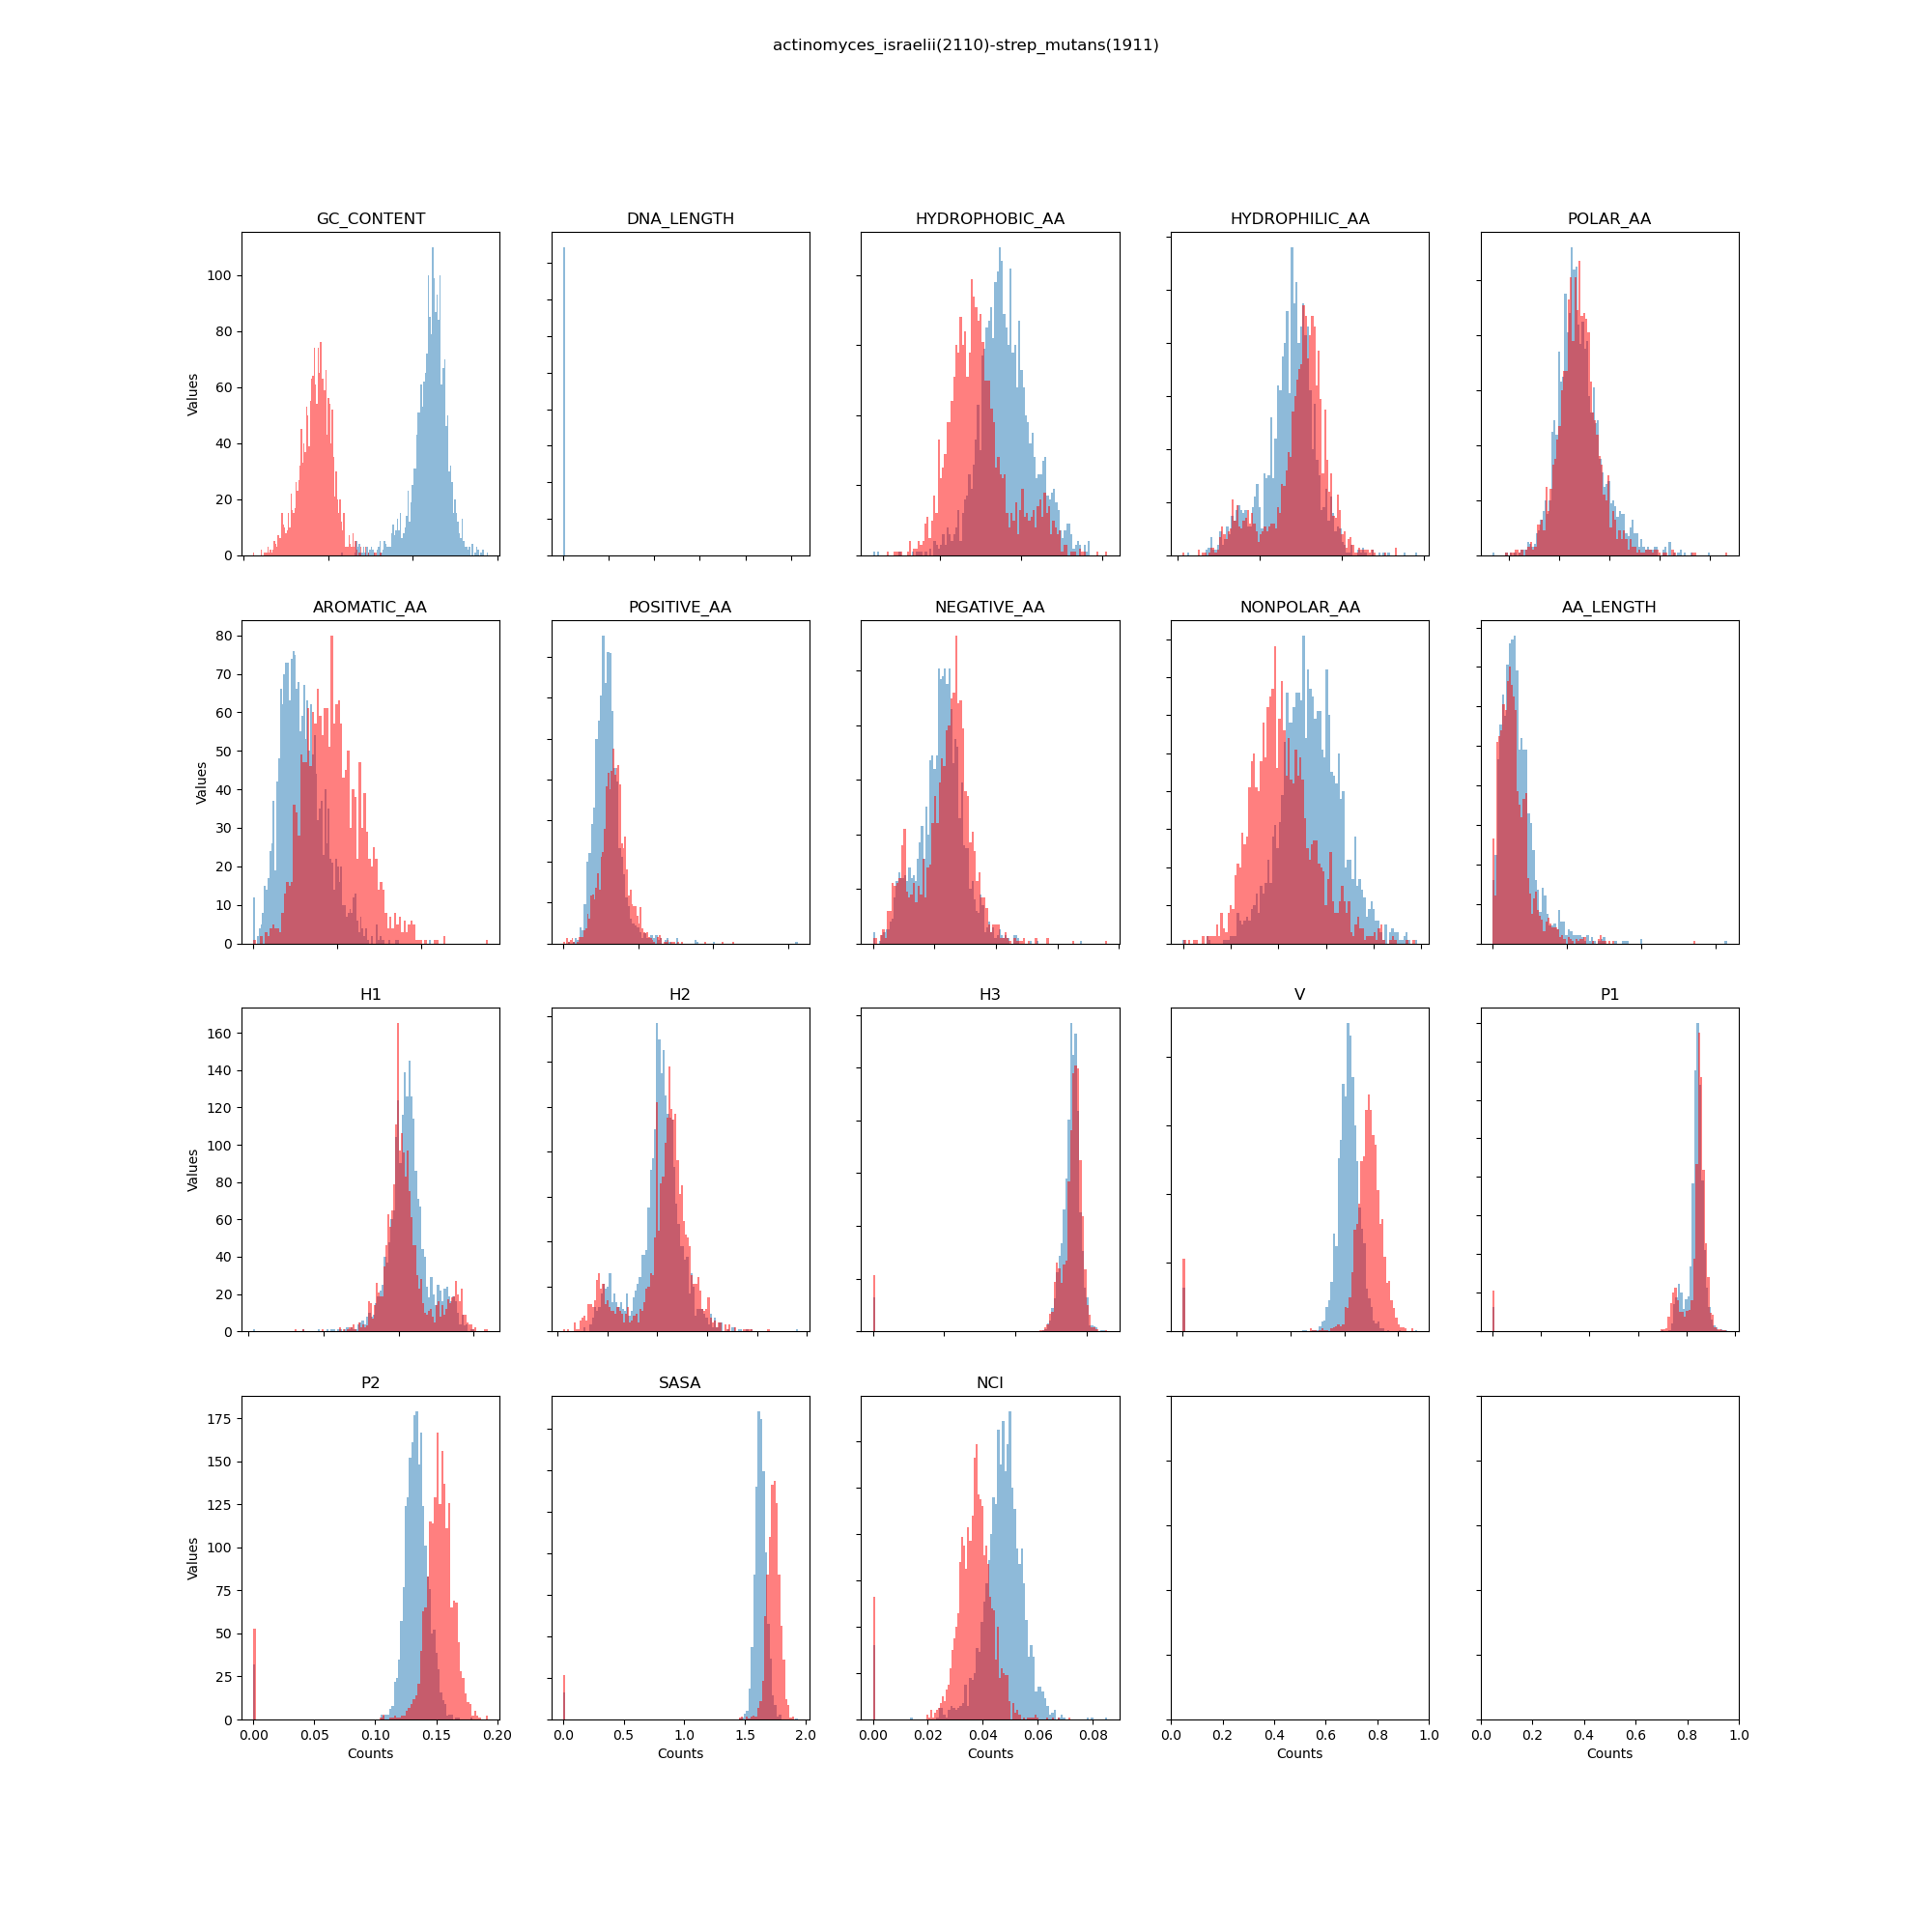 actinomyces_israelii(2110)-strep_mutans(1911)
GC_CONTENT DNA_LENGTH HYDROPHOBIC_AA HYDROPHILIC_AA POLAR_AA
100
80
60
40
20
0
Values
AROMATIC_AA POSITIVE_AA NEGATIVE_AA NONPOLAR_AA AA_LENGTH
80
70
60
50
40
30
20
10
0
Values
H1 H2 H3 V P1
160
140
120
100
80
60
40
20
0
Values
P2 SASA NCI
175
150
125
100
75
50
25
0
Values
0.00 0.05 0.10 0.15 0.20 0.0 0.5 1.0 1.5 2.0 0.00 0.02 0.04 0.06 0.08 0.0 0.2 0.4 0.6 0.8 1.0 0.0 0.2 0.4 0.6 0.8 1.0
Counts Counts Counts Counts Counts